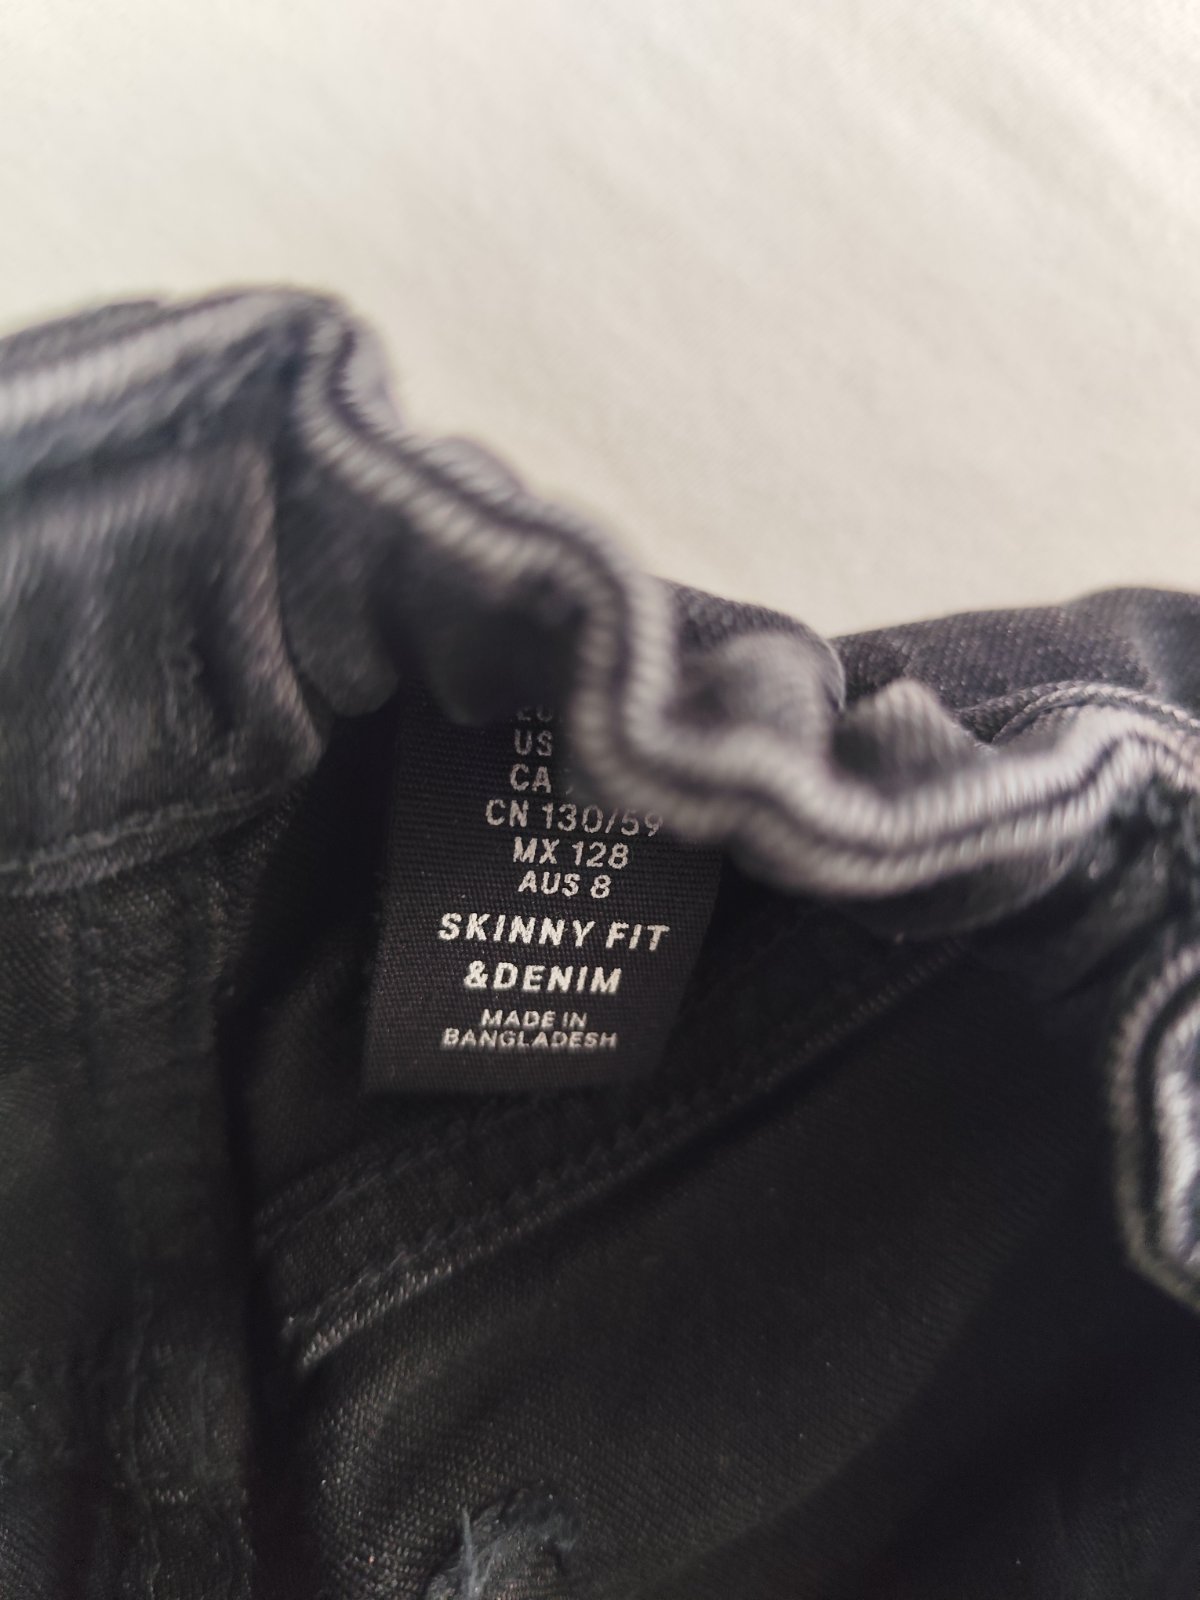 US
CA
CN 130/59
MX 128
AUS 8
SKINNY FIT
&DENIM
MADE IN
BANGLADESH